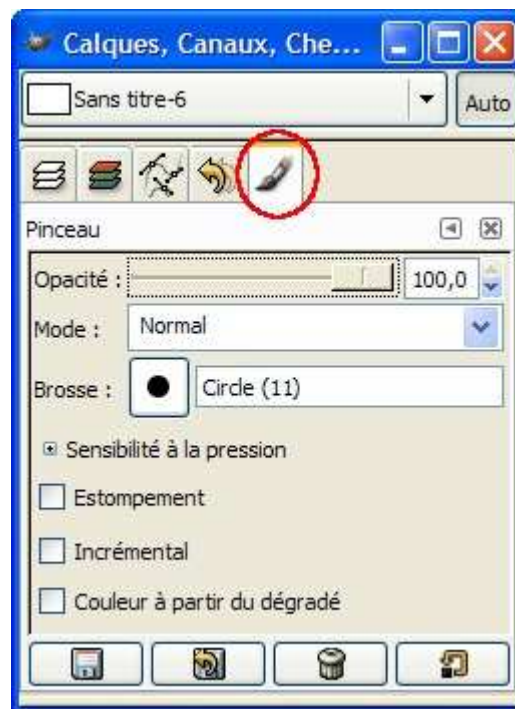 Calques, Canaux, Che...
Sans titre-6
Auto
Pinceau
Opacité :
100,0
Mode :
Normal
Brosse :
Circle (11)
Sensibilité à la pression
Estompement
Incrémental
Couleur à partir du dégradé